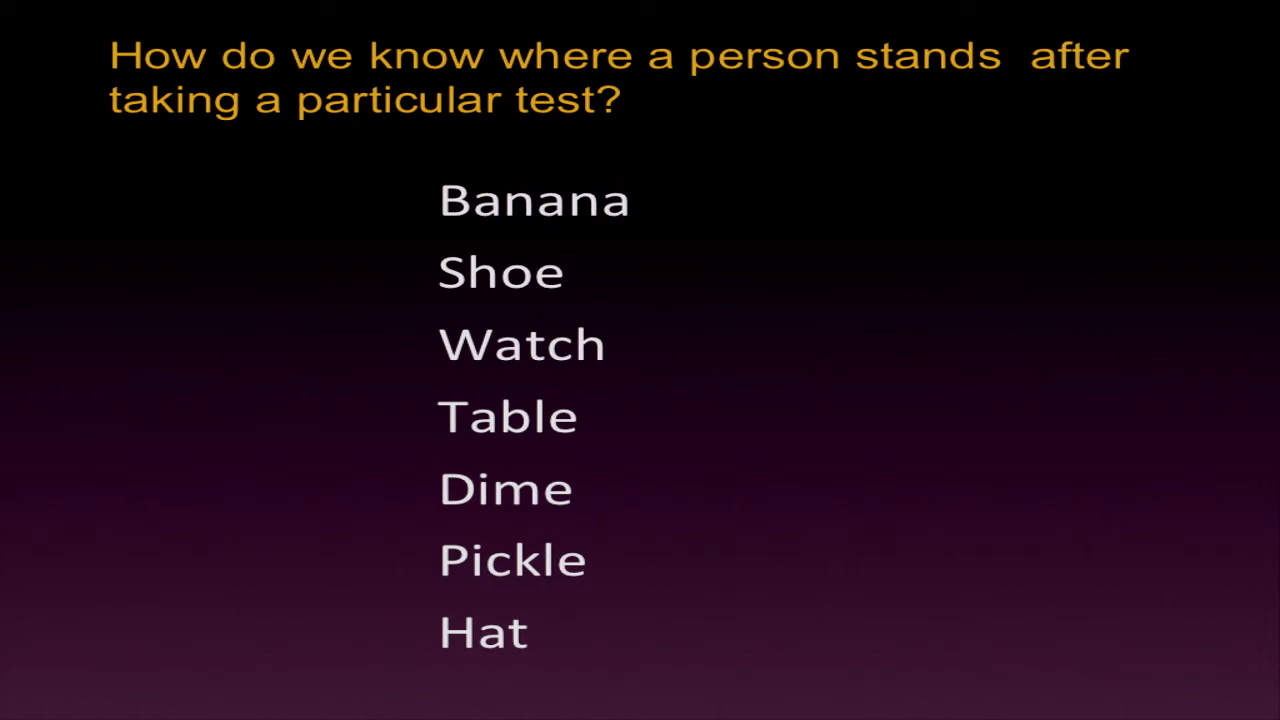 How do we know where a person stands  after
taking a particular test?
Banana
Shoe
Watch
Table
Dime
Pickle
Hat